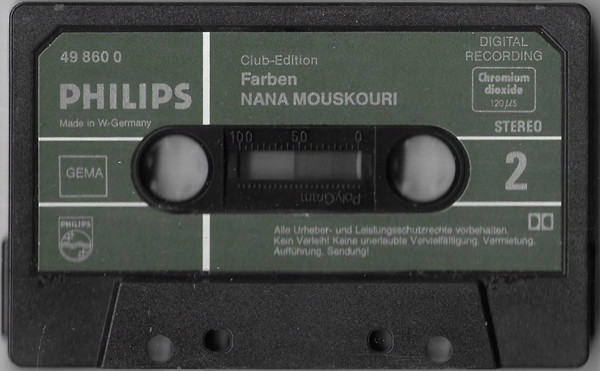 49 860 0
PHILIPS
Made in W-Germany
Club-Edition
Farben
NANA MOUSKOURI
DIGITAL
RECORDING
Chromium
dioxide
120 µs
STEREO
100 50 0
PolyGram
GEMA
2
PHILIPS
Alle Urheber- und Leistungsschutzrechte vorbehalten.
Kein Verleih! Keine unerlaubte Vervielfältigung, Vermietung,
Aufführung, Sendung!